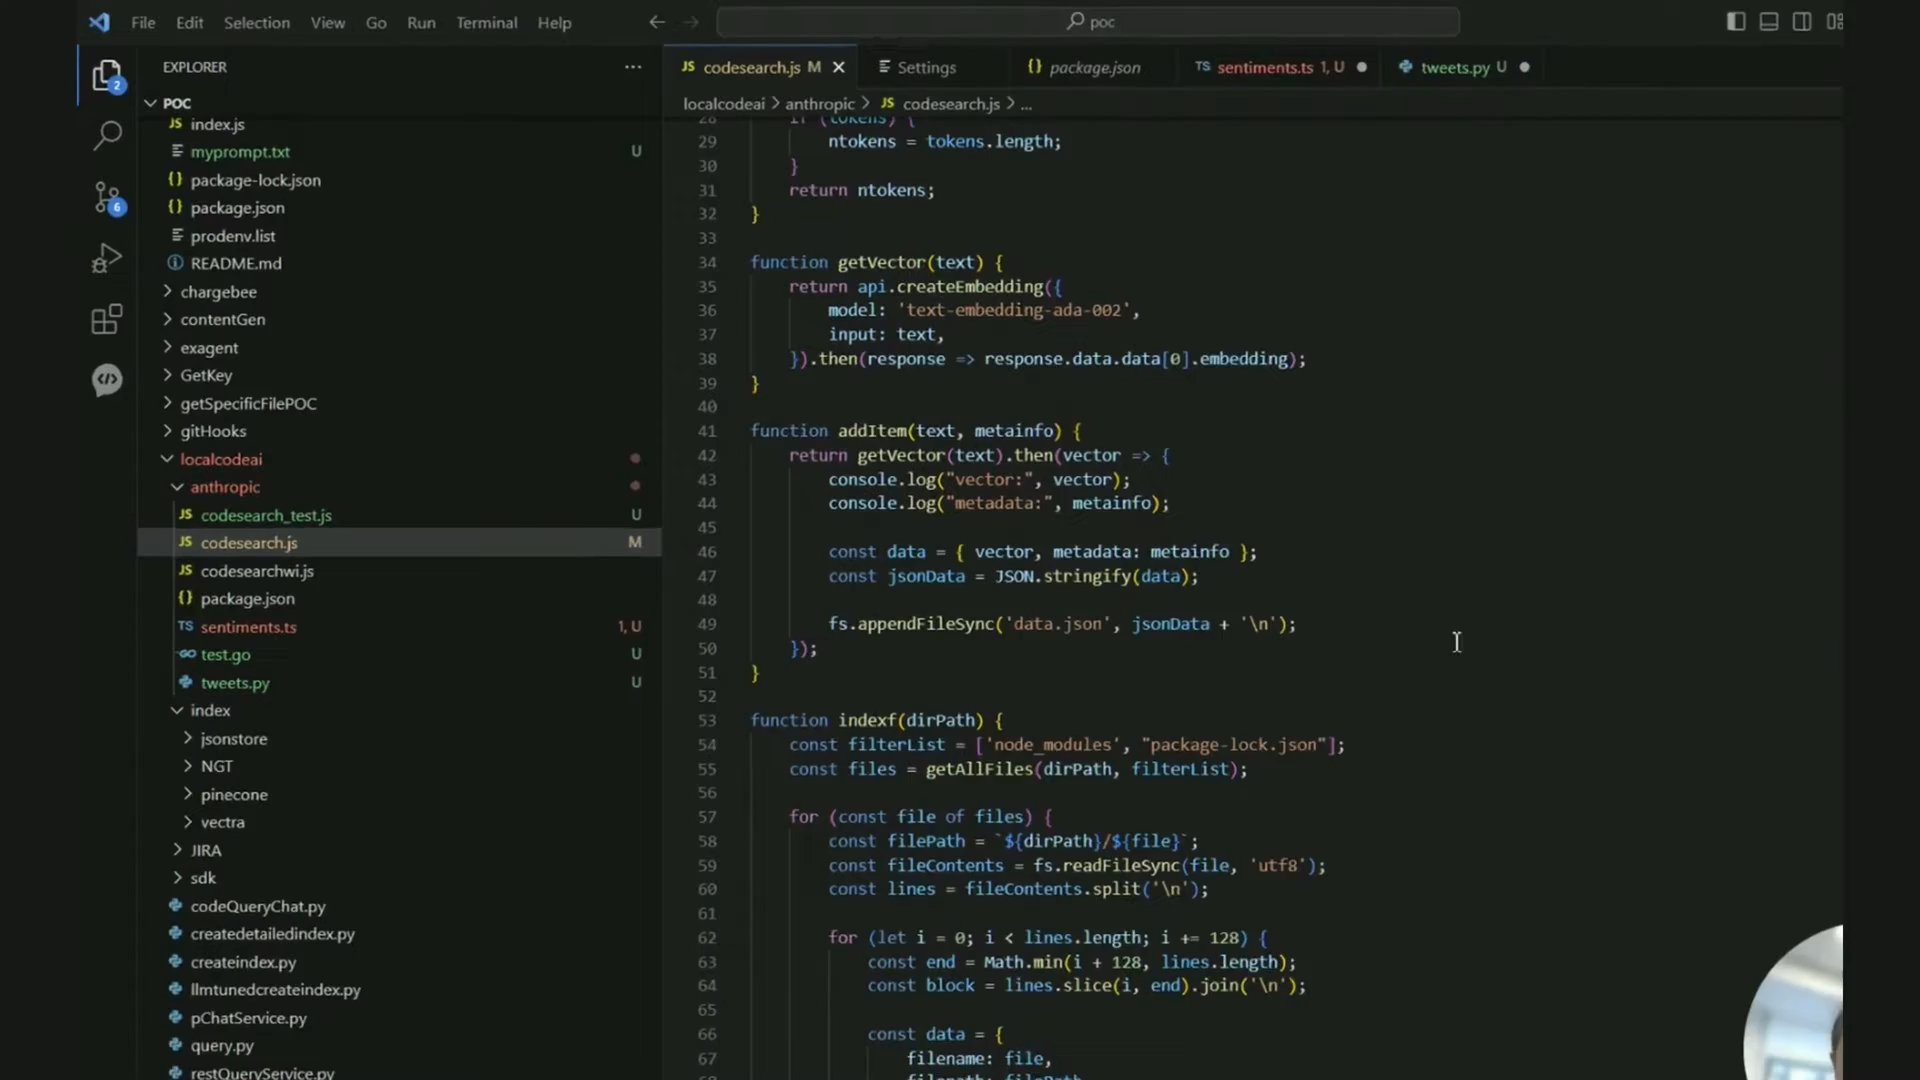 File Edit Selection View Go Run Terminal Help
poc
EXPLORER
POC
index.js
myprompt.txt U
package-lock.json
package.json
prodenv.list
README.md
chargebee
contentGen
exagent
GetKey
getSpecificFilePOC
gitHooks
localcodeai
anthropic
codesearch_test.js U
codesearch.js M
codesearchwi.js
package.json
sentiments.ts 1, U
test.go U
tweets.py U
index
jsonstore
NGT
pinecone
vectra
JIRA
sdk
codeQueryChat.py
createdetailedindex.py
createindex.py
llmtunedcreateindex.py
pChatService.py
query.py
restQueryService.py
2
6
JS codesearch.js M Settings {} package.json TS sentiments.ts 1, U tweets.py U
localcodeai > anthropic > JS codesearch.js > ...
28 if (tokens) {
29 ntokens = tokens.length;
30 }
31 return ntokens;
32 }
33
34 function getVector(text) {
35 return api.createEmbedding({
36 model: 'text-embedding-ada-002',
37 input: text,
38 }).then(response => response.data.data[0].embedding);
39 }
40
41 function addItem(text, metainfo) {
42 return getVector(text).then(vector => {
43 console.log("vector:", vector);
44 console.log("metadata:", metainfo);
45
46 const data = { vector, metadata: metainfo };
47 const jsonData = JSON.stringify(data);
48
49 fs.appendFileSync('data.json', jsonData + '\n');
50 });
51 }
52
53 function indexf(dirPath) {
54 const filterList = ['node_modules', "package-lock.json"];
55 const files = getAllFiles(dirPath, filterList);
56
57 for (const file of files) {
58 const filePath = `${dirPath}/${file}`;
59 const fileContents = fs.readFileSync(file, 'utf8');
60 const lines = fileContents.split('\n');
61
62 for (let i = 0; i < lines.length; i += 128) {
63 const end = Math.min(i + 128, lines.length);
64 const block = lines.slice(i, end).join('\n');
65
66 const data = {
67 filename: file,